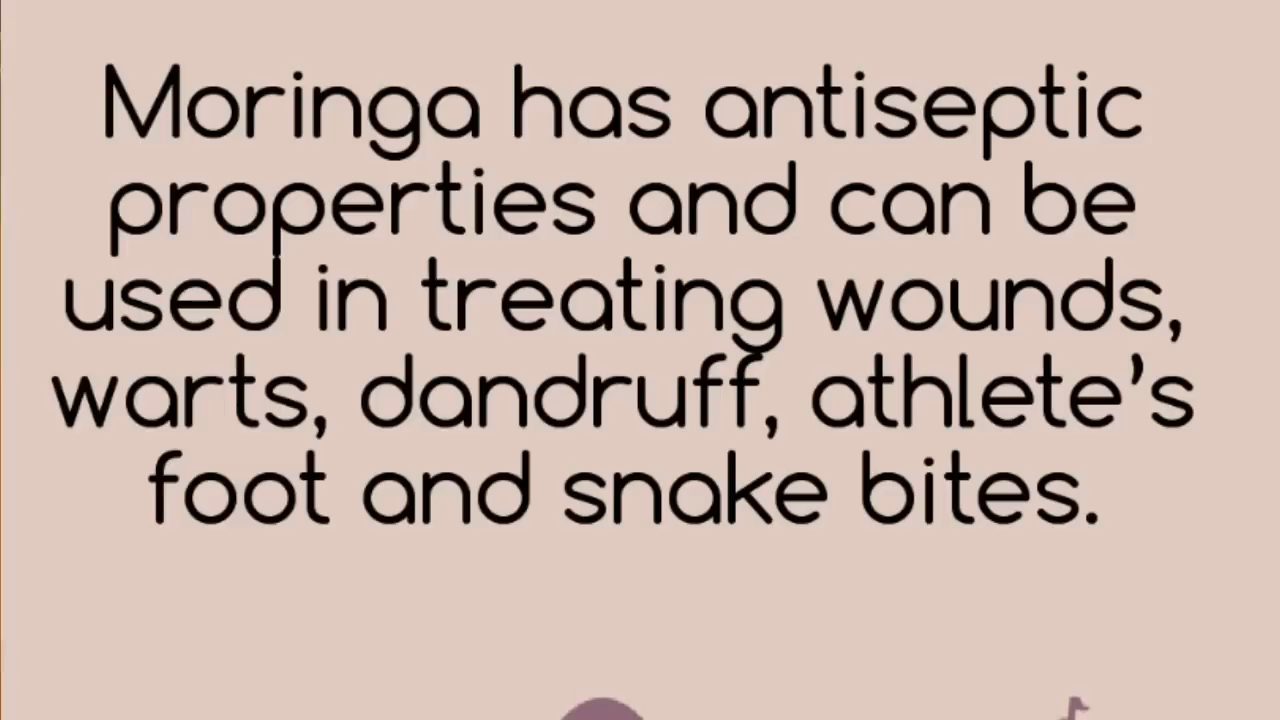 Moringa has antiseptic
properties and can be
used in treating wounds,
warts, dandruff, athlete’s
foot and snake bites.